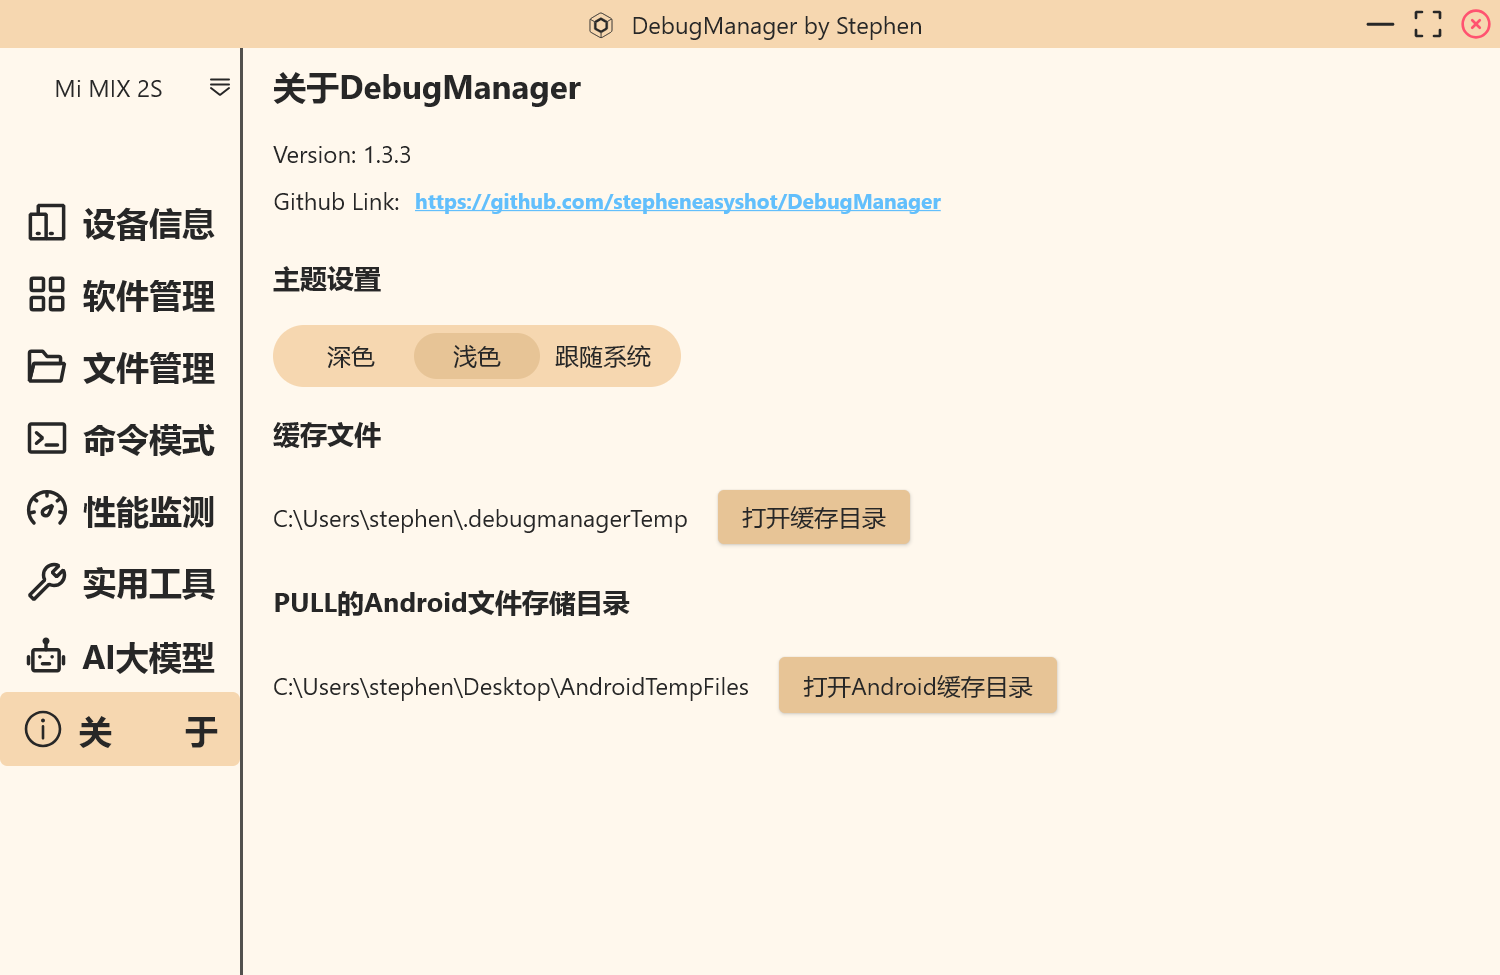 DebugManager by Stephen
Mi MIX 2S
设备信息
软件管理
文件管理
命令模式
性能监测
实用工具
AI大模型
关 于
关于DebugManager
Version: 1.3.3
Github Link: https://github.com/stepheneasyshot/DebugManager
主题设置
深色 浅色 跟随系统
缓存文件
C:\Users\stephen\.debugmanagerTemp 打开缓存目录
PULL的Android文件存储目录
C:\Users\stephen\Desktop\AndroidTempFiles 打开Android缓存目录